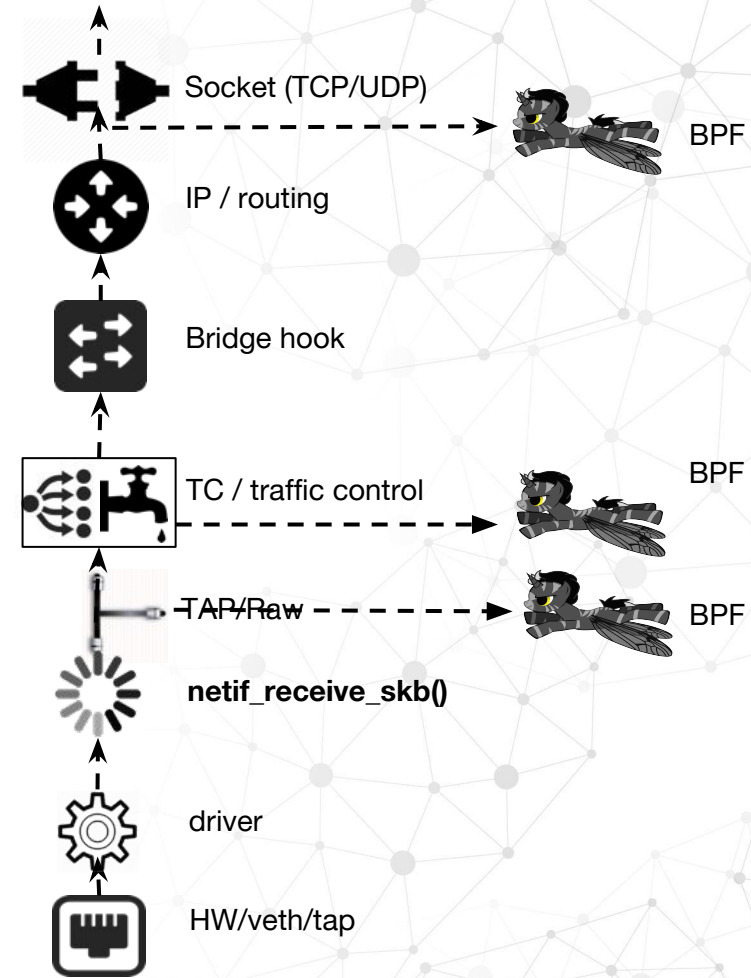 Socket (TCP/UDP)
BPF
IP / routing
Bridge hook
BPF
TC / traffic control
TAP/Raw
BPF
netif_receive_skb()
driver
HW/veth/tap